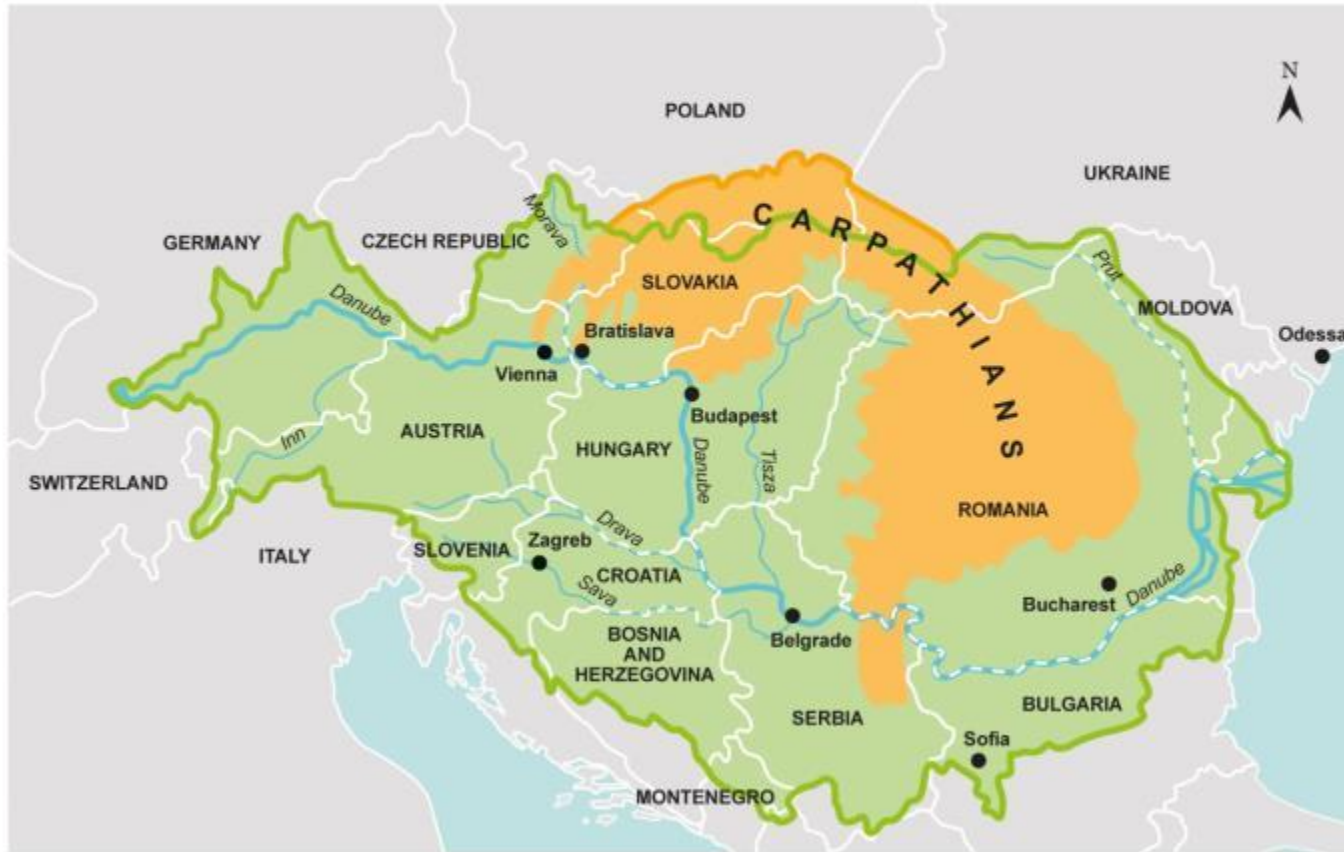 N
POLAND
UKRAINE
CARPATHIANS
Morava
GERMANY
CZECH REPUBLIC
Prut
SLOVAKIA
MOLDOVA
Danube
Bratislava
Odessa
Vienna
Budapest
AUSTRIA
Inn
HUNGARY
Danube
Tisza
SWITZERLAND
ROMANIA
Drava
ITALY
SLOVENIA
Zagreb
CROATIA
Sava
Bucharest
Danube
BOSNIA
AND
HERZEGOVINA
Belgrade
SERBIA
BULGARIA
Sofia
MONTENEGRO